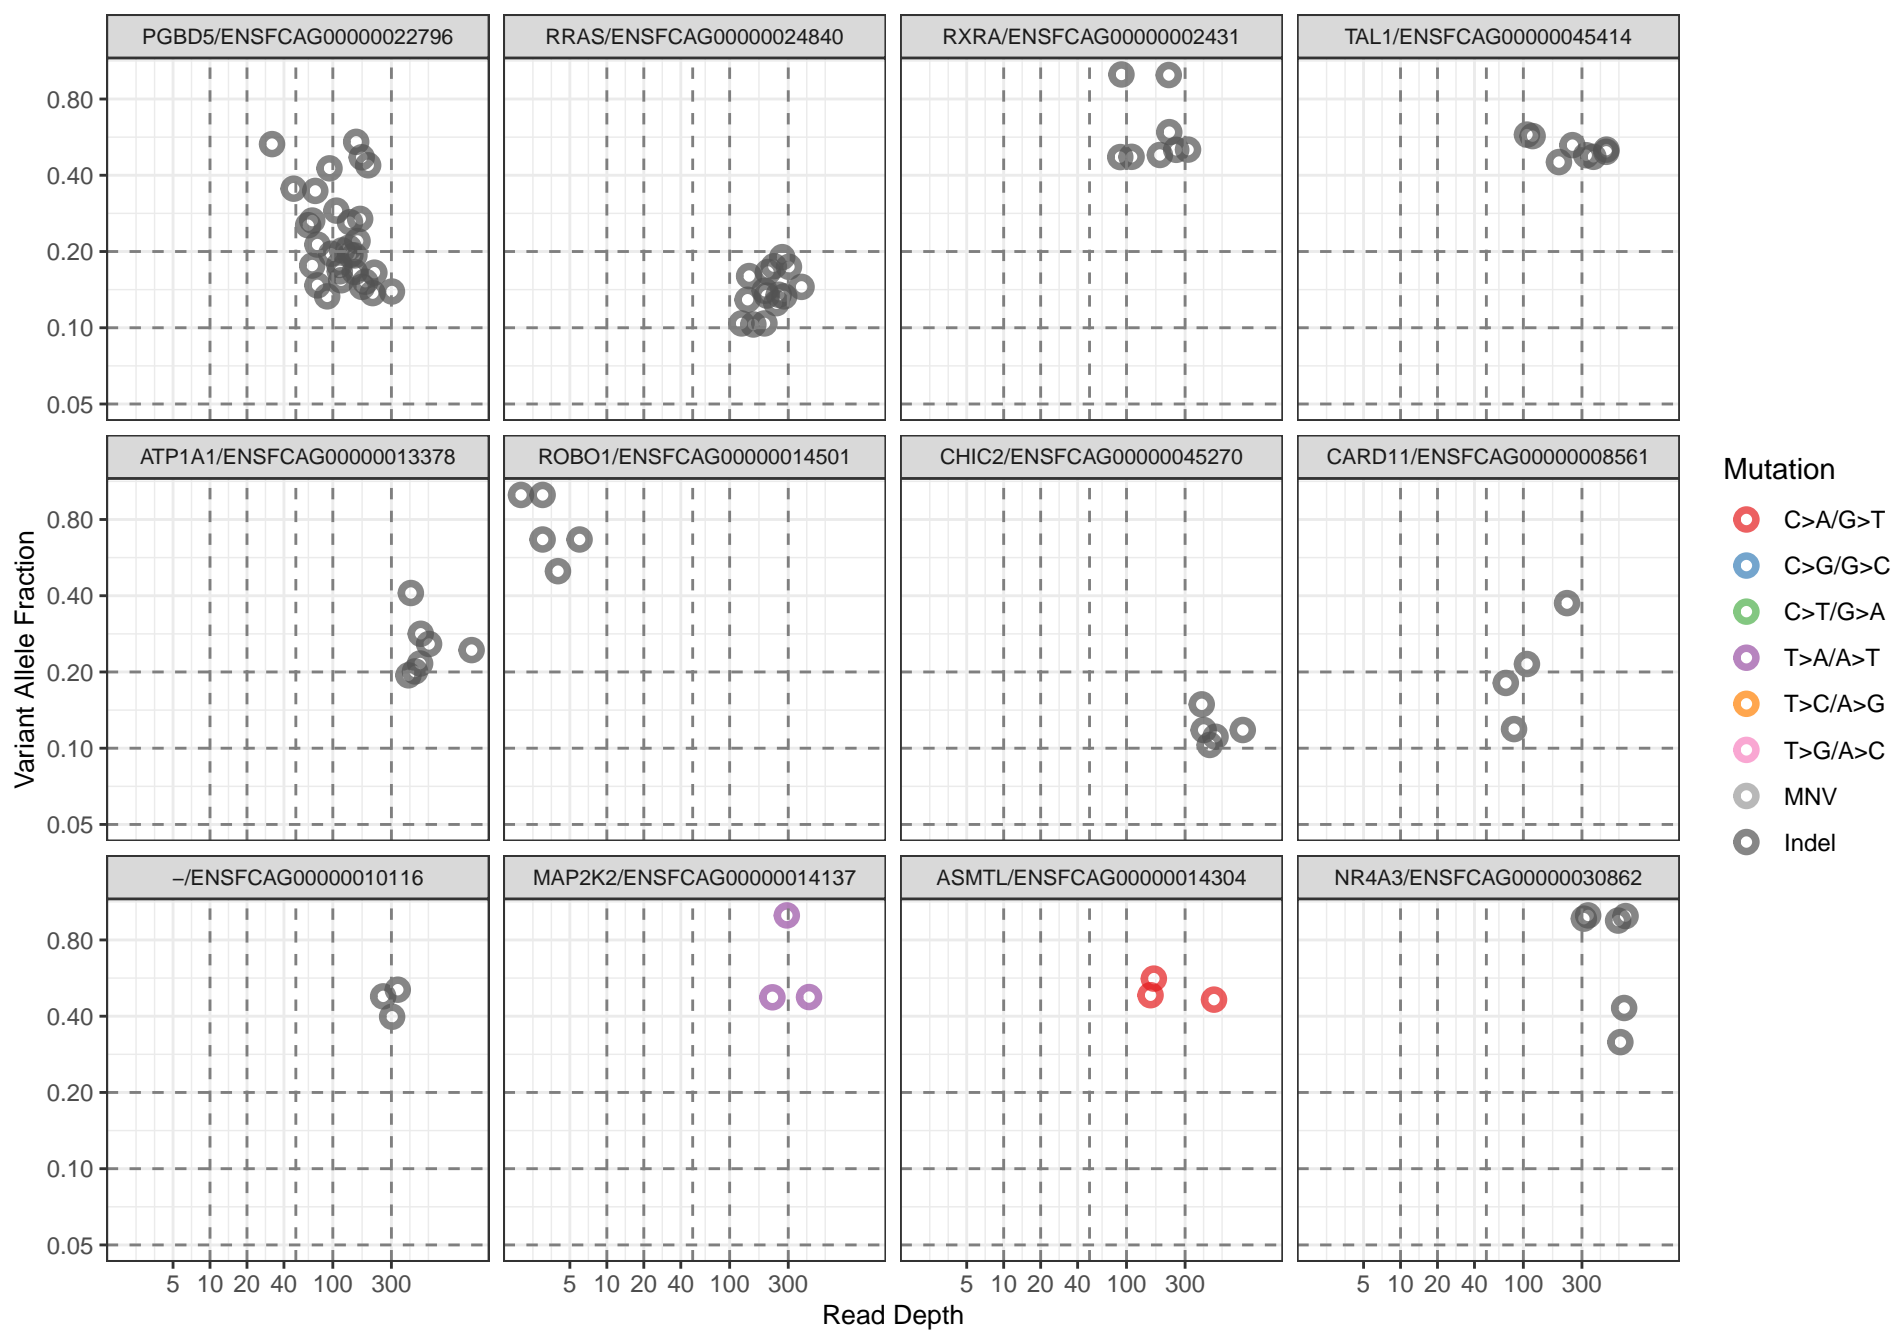 PGBD5/ENSFCAG00000022796
RRAS/ENSFCAG00000024840
RXRA/ENSFCAG00000002431
TAL1/ENSFCAG00000045414
0.80
0.40
0.20
0.10
0.05
ATP1A1/ENSFCAG00000013378
ROBO1/ENSFCAG00000014501
CHIC2/ENSFCAG00000045270
CARD11/ENSFCAG00000008561
0.80
0.40
0.20
0.10
0.05
Variant Allele Fraction
−/ENSFCAG00000010116
MAP2K2/ENSFCAG00000014137
ASMTL/ENSFCAG00000014304
NR4A3/ENSFCAG00000030862
0.80
0.40
0.20
0.10
0.05
5 10 20 40 100 300
5 10 20 40 100 300
5 10 20 40 100 300
5 10 20 40 100 300
Read Depth
Mutation
C>A/G>T
C>G/G>C
C>T/G>A
T>A/A>T
T>C/A>G
T>G/A>C
MNV
Indel